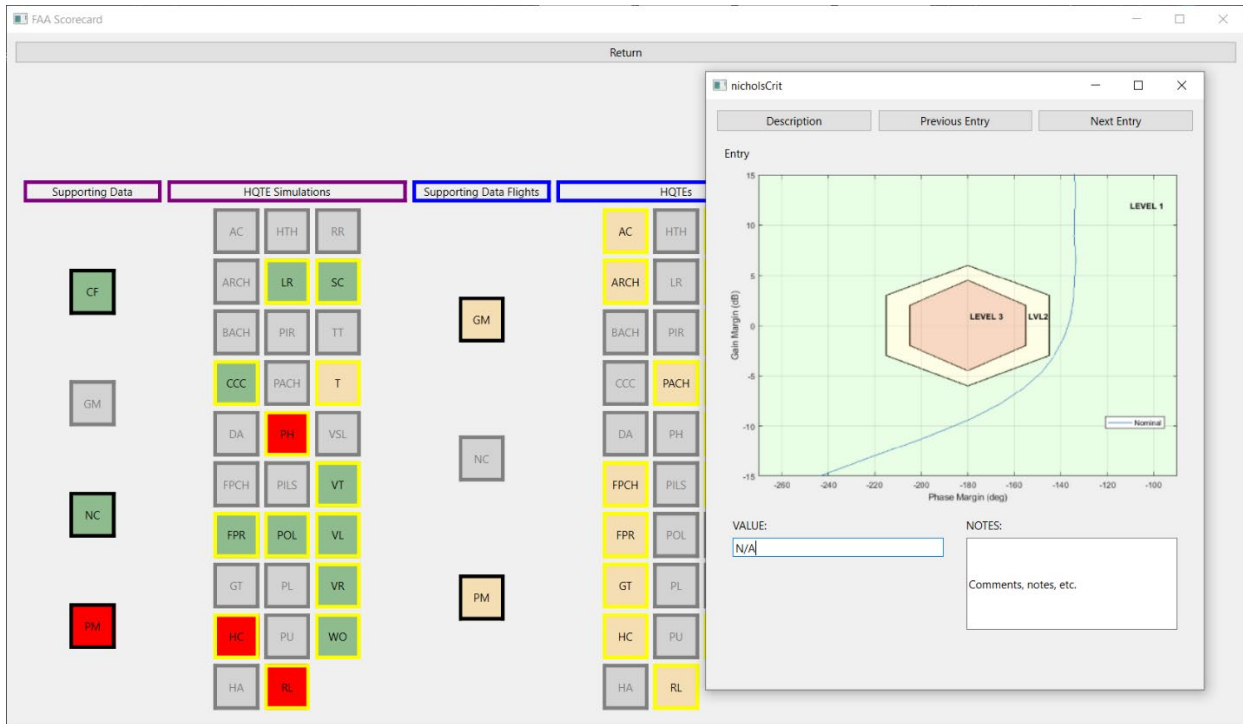 FAA Scorecard
Return
Supporting Data
HQTE Simulations
Supporting Data Flights
HQTEs
CF
GM
NC
PM
AC HTH RR
ARCH LR SC
BACH PIR TT
CCC PACH T
DA PH VSL
FPCH PILS VT
FPR POL VL
GT PL VR
HC PU WO
HA RL
GM
NC
PM
AC HTH
ARCH LR
BACH PIR
CCC PACH
DA PH
FPCH PILS
FPR POL
GT PL
HC PU
HA RL
nicholsCrit
Description
Previous Entry
Next Entry
Entry
15
10
5
0
-5
-10
-15
Gain Margin (dB)
LEVEL 1
LEVEL 3
LVL2
Nominal
-260 -240 -220 -200 -180 -160 -140 -120 -100
Phase Margin (deg)
VALUE:
N/A
NOTES:
Comments, notes, etc.